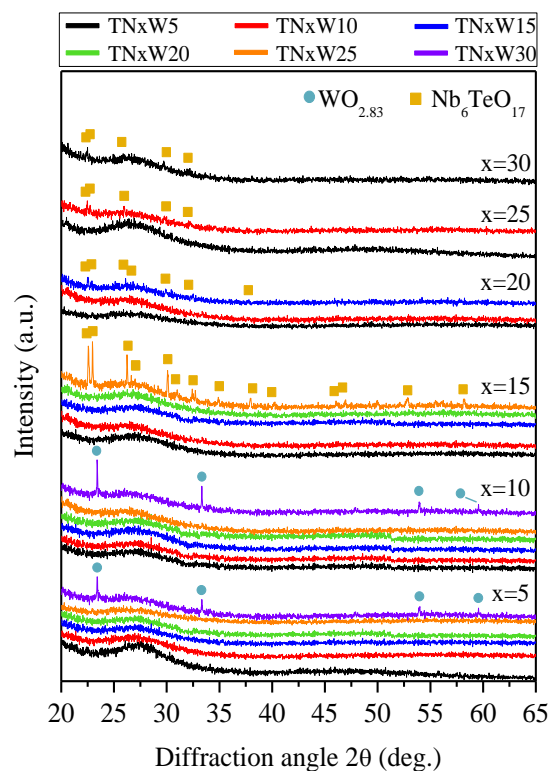 TNxW5 TNxW10 TNxW15
TNxW20 TNxW25 TNxW30
WO2.83 Nb6TeO17
x=30
x=25
x=20
x=15
x=10
x=5
Intensity (a.u.)
20 25 30 35 40 45 50 55 60 65
Diffraction angle 2θ (deg.)